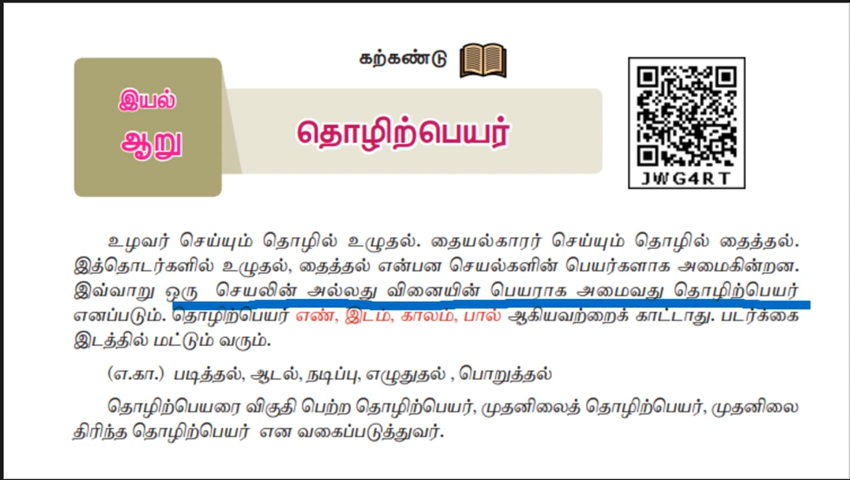 கற்கண்டு
இயல்
ஆறு
தொழிற்பெயர்
JWG4RT
உழவர் செய்யும் தொழில் உழுதல். தையல்காரர் செய்யும் தொழில் தைத்தல்.
இத்தொடர்களில் உழுதல், தைத்தல் என்பன செயல்களின் பெயர்களாக அமைகின்றன.
இவ்வாறு ஒரு செயலின் அல்லது வினையின் பெயராக அமைவது தொழிற்பெயர்
எனப்படும். தொழிற்பெயர் எண், இடம், காலம், பால் ஆகியவற்றைக் காட்டாது. படர்க்கை
இடத்தில் மட்டும் வரும்.
(எ.கா.) படித்தல், ஆடல், நடிப்பு, எழுதுதல் , பொறுத்தல்
தொழிற்பெயரை விகுதி பெற்ற தொழிற்பெயர், முதனிலைத் தொழிற்பெயர், முதனிலை
திரிந்த தொழிற்பெயர் என வகைப்படுத்துவர்.